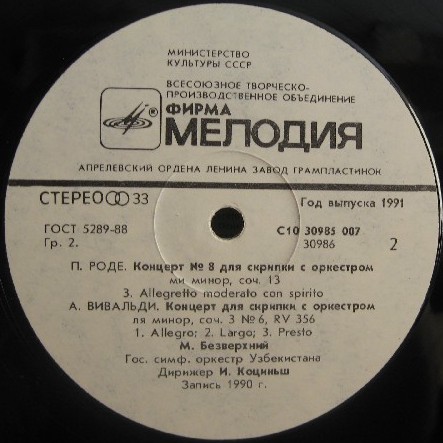 МИНИСТЕРСТВО
КУЛЬТУРЫ СССР
ВСЕСОЮЗНОЕ ТВОРЧЕСКО-
ПРОИЗВОДСТВЕННОЕ ОБЪЕДИНЕНИЕ
®
ФИРМА
МЕЛОДИЯ
АПРЕЛЕВСКИЙ ОРДЕНА ЛЕНИНА ЗАВОД ГРАМПЛАСТИНОК
СТЕРЕО 33
Год выпуска 1991
ГОСТ 5289-88
С10 30985 007
Гр. 2.
30986
2
П. РОДЕ. Концерт № 8 для скрипки с оркестром
ми минор, соч. 13
3. Allegretto moderato con spirito
А. ВИВАЛЬДИ. Концерт для скрипки с оркестром
ля минор, соч. 3 № 6, RV 356
1. Allegro; 2. Largo; 3. Presto
М. Безверхний
Гос. симф. оркестр Узбекистана
Дирижер И. Коциньш
Запись 1990 г.